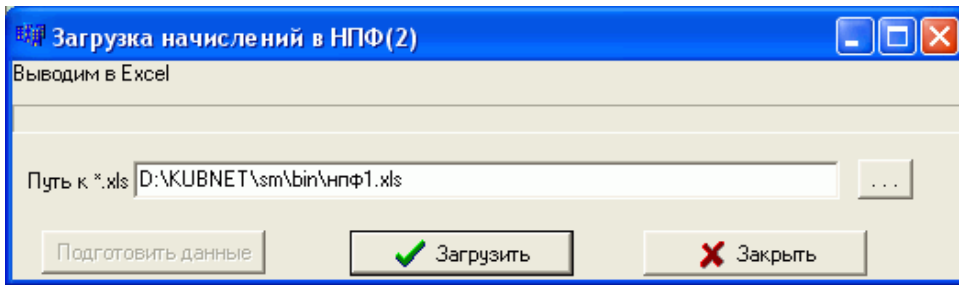 Загрузка начислений в НПФ(2)
Выводим в Excel
Путь к *.xls D:\KUBNET\sm\bin\нпф1.xls ...
Подготовить данные Загрузить Закрыть